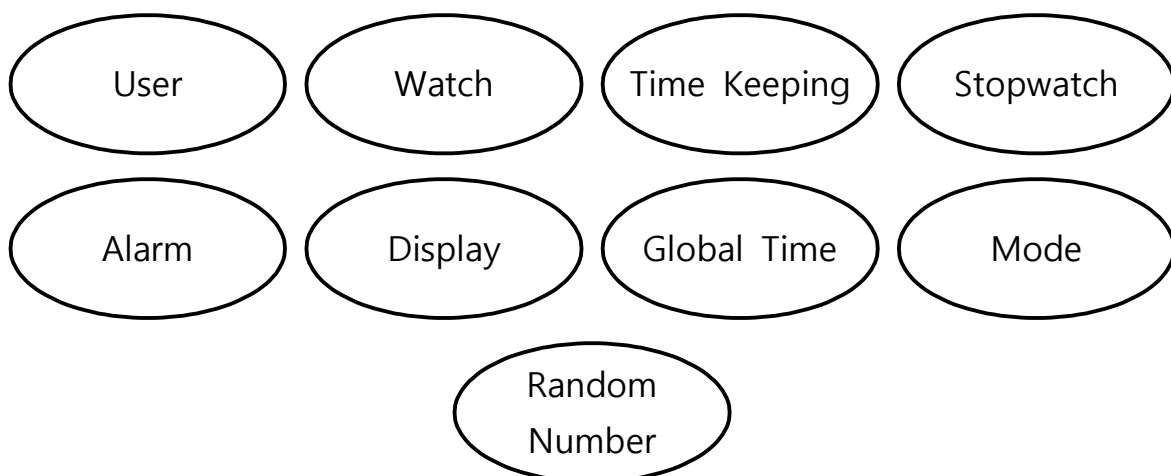 User
Watch
Time Keeping
Stopwatch
Alarm
Display
Global Time
Mode
Random
Number